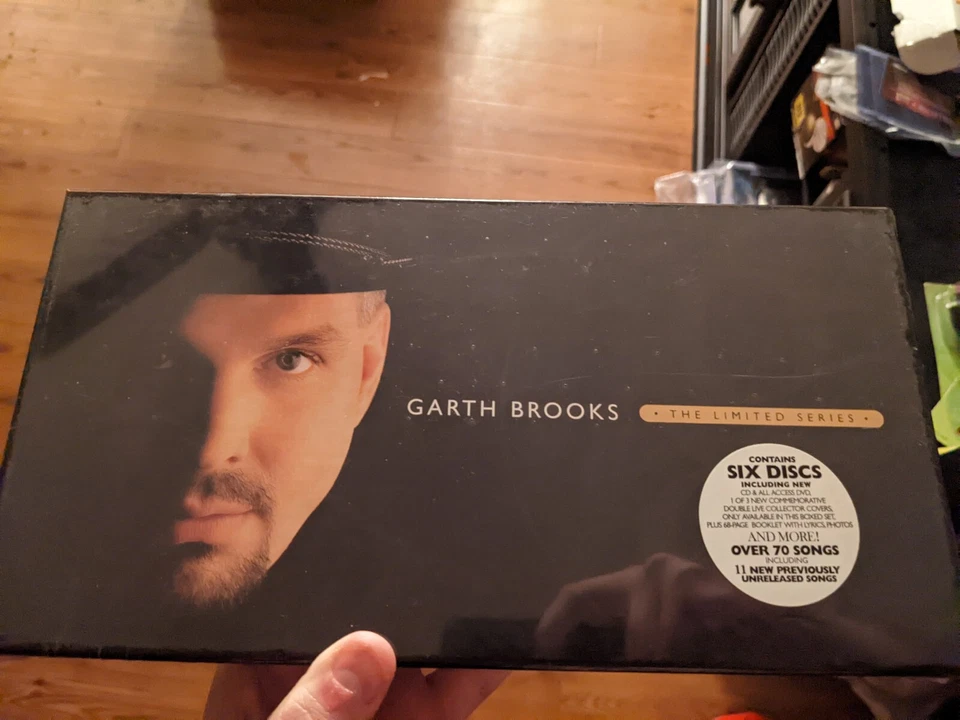 GARTH BROOKS
• THE LIMITED SERIES •
CONTAINS
SIX DISCS
INCLUDING NEW
CD & ALL ACCESS DVD,
1 OF 3 NEW COMMEMORATIVE
DOUBLE LIVE COLLECTOR COVERS,
ONLY AVAILABLE IN THIS BOXED SET,
PLUS 68-PAGE BOOKLET WITH LYRICS, PHOTOS
AND MORE!
OVER 70 SONGS
INCLUDING
11 NEW PREVIOUSLY
UNRELEASED SONGS